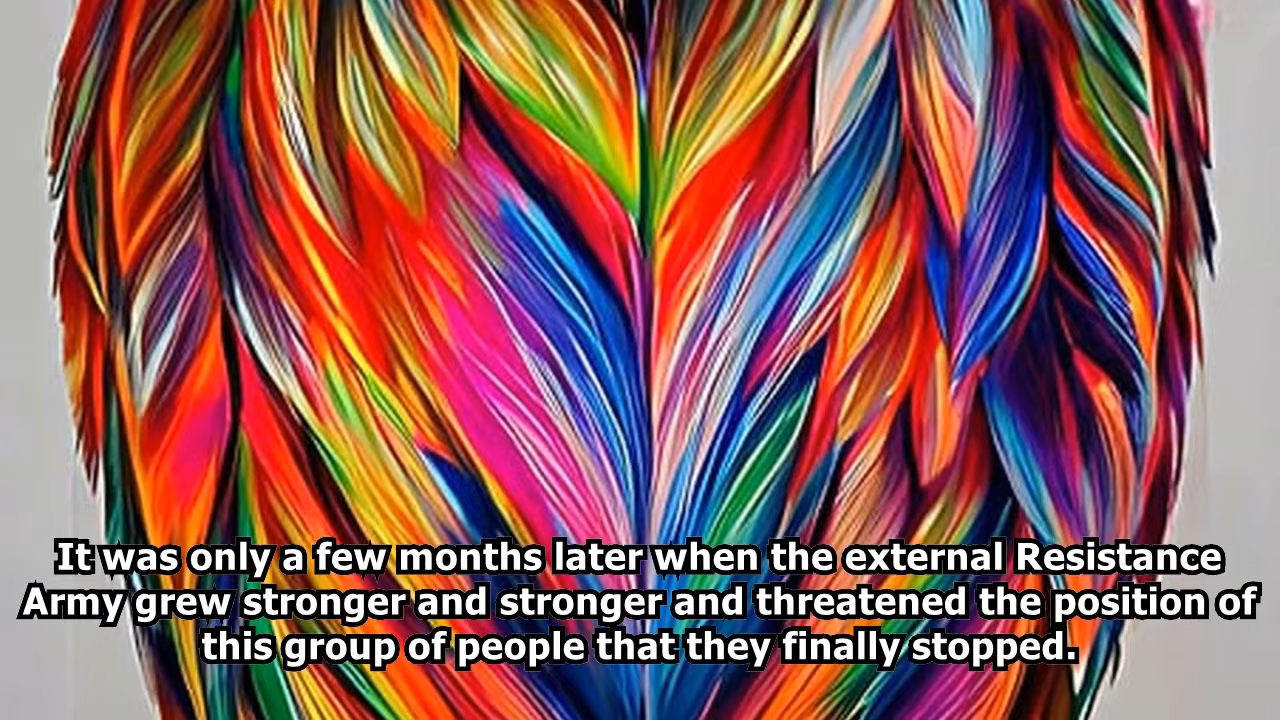 It was only a few months later when the external Resistance
Army grew stronger and stronger and threatened the position of
this group of people that they finally stopped.